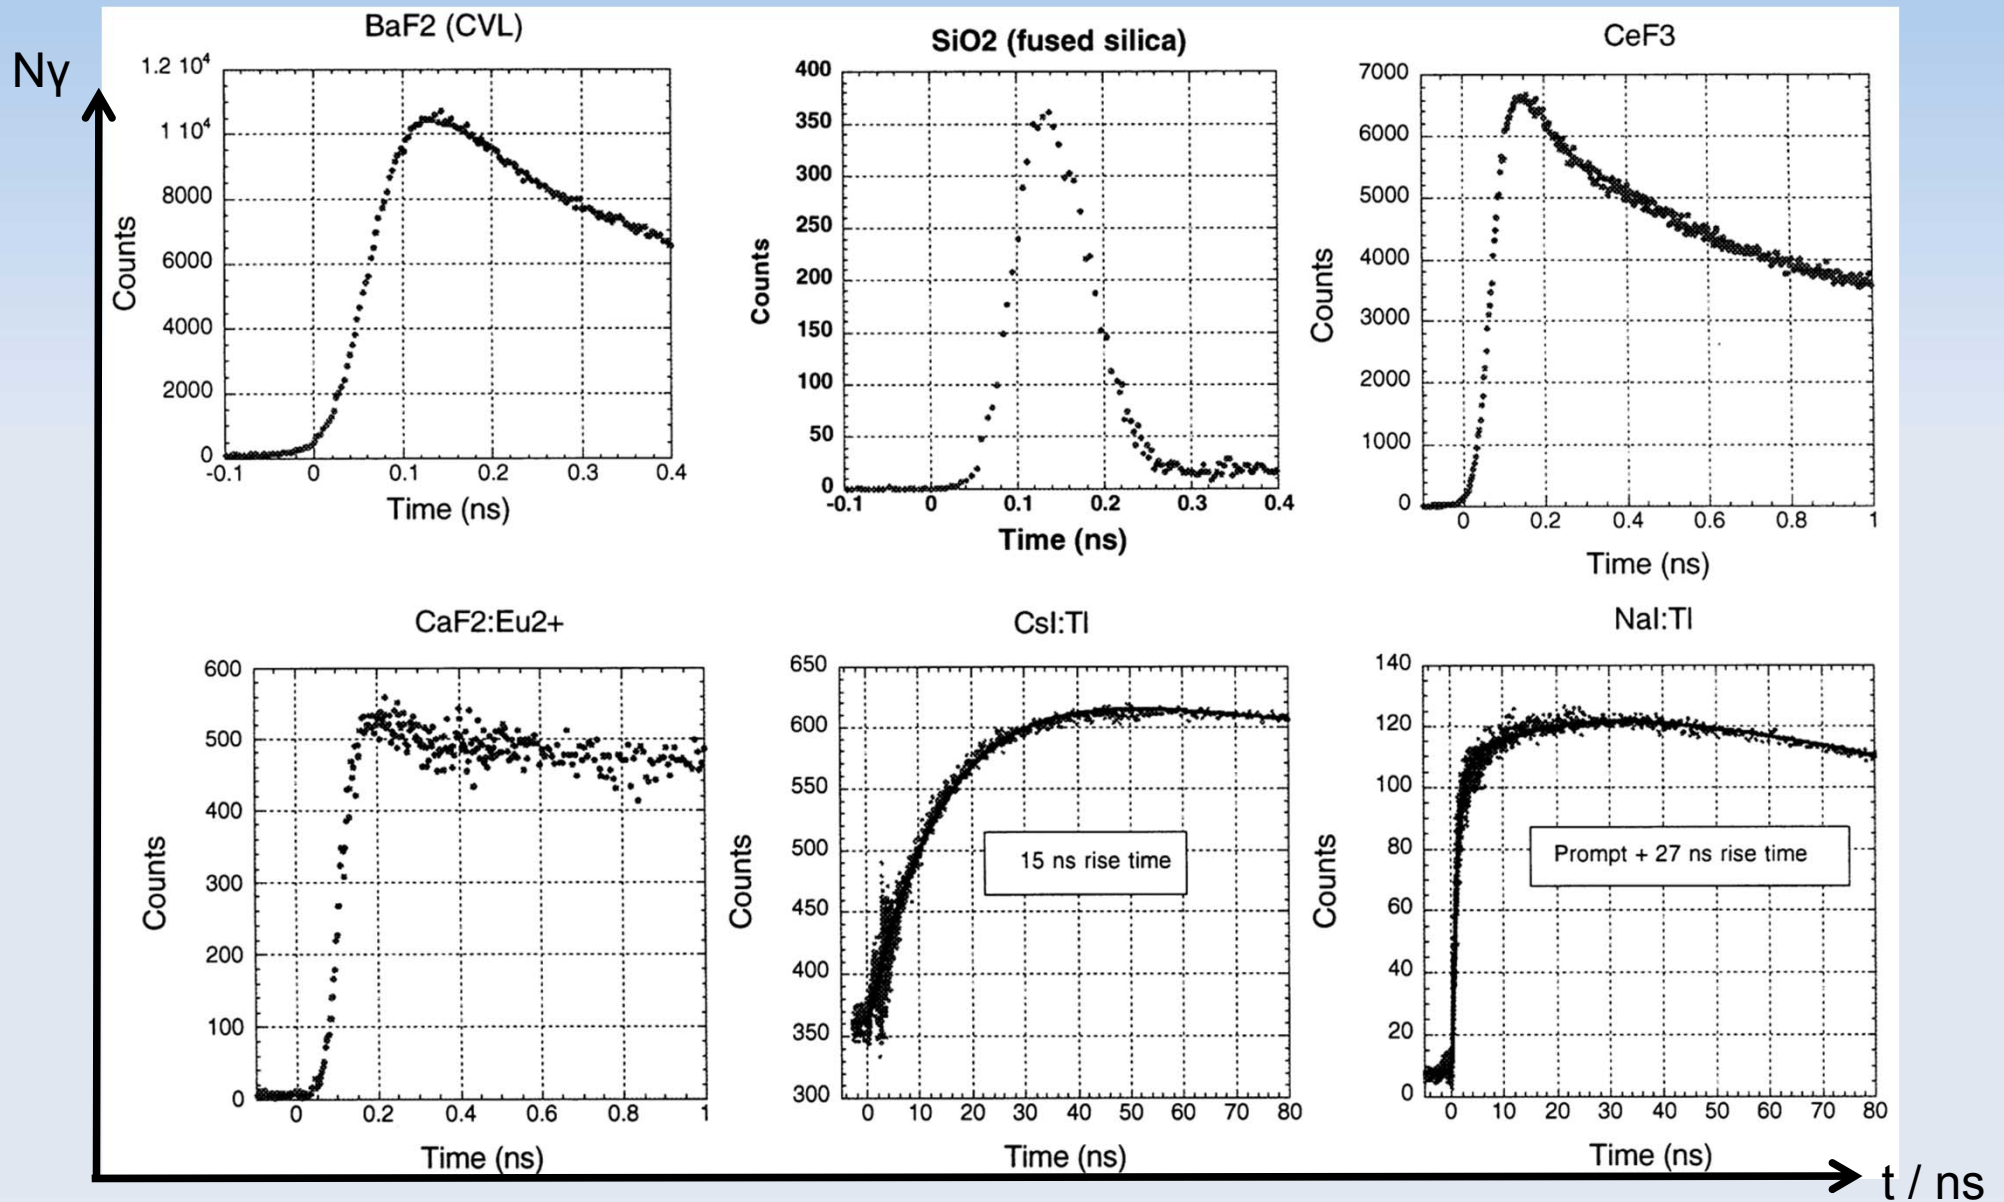 Nγ
BaF2 (CVL)
1.2 10⁴
1 10⁴
8000
6000
4000
2000
0
-0.1 0 0.1 0.2 0.3 0.4
Counts
Time (ns)
SiO2 (fused silica)
400
350
300
250
200
150
100
50
0
-0.1 0 0.1 0.2 0.3 0.4
Counts
Time (ns)
CeF3
7000
6000
5000
4000
3000
2000
1000
0
0 0.2 0.4 0.6 0.8 1
Counts
Time (ns)
CaF2:Eu2+
600
500
400
300
200
100
0
0 0.2 0.4 0.6 0.8 1
Counts
Time (ns)
CsI:Tl
650
600
550
500
450
400
350
300
15 ns rise time
0 10 20 30 40 50 60 70 80
Counts
Time (ns)
NaI:Tl
140
120
100
80
60
40
20
0
Prompt + 27 ns rise time
0 10 20 30 40 50 60 70 80
Counts
Time (ns)
t / ns